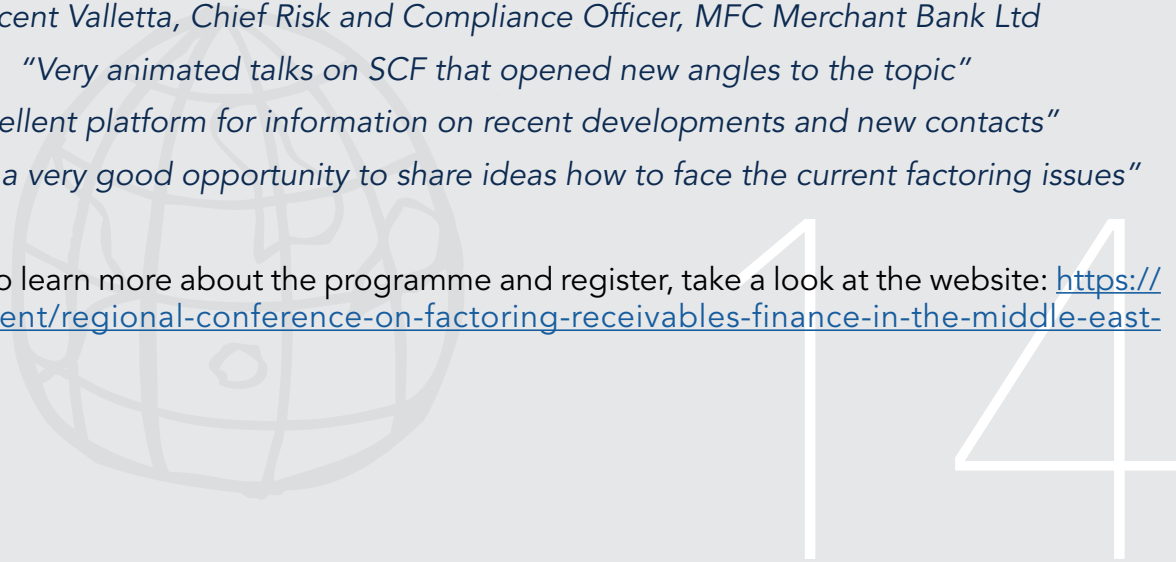 cent Valletta, Chief Risk and Compliance Officer, MFC Merchant Bank Ltd
“Very animated talks on SCF that opened new angles to the topic”
ellent platform for information on recent developments and new contacts”
a very good opportunity to share ideas how to face the current factoring issues”
o learn more about the programme and register, take a look at the website: https://
ent/regional-conference-on-factoring-receivables-finance-in-the-middle-east-
14